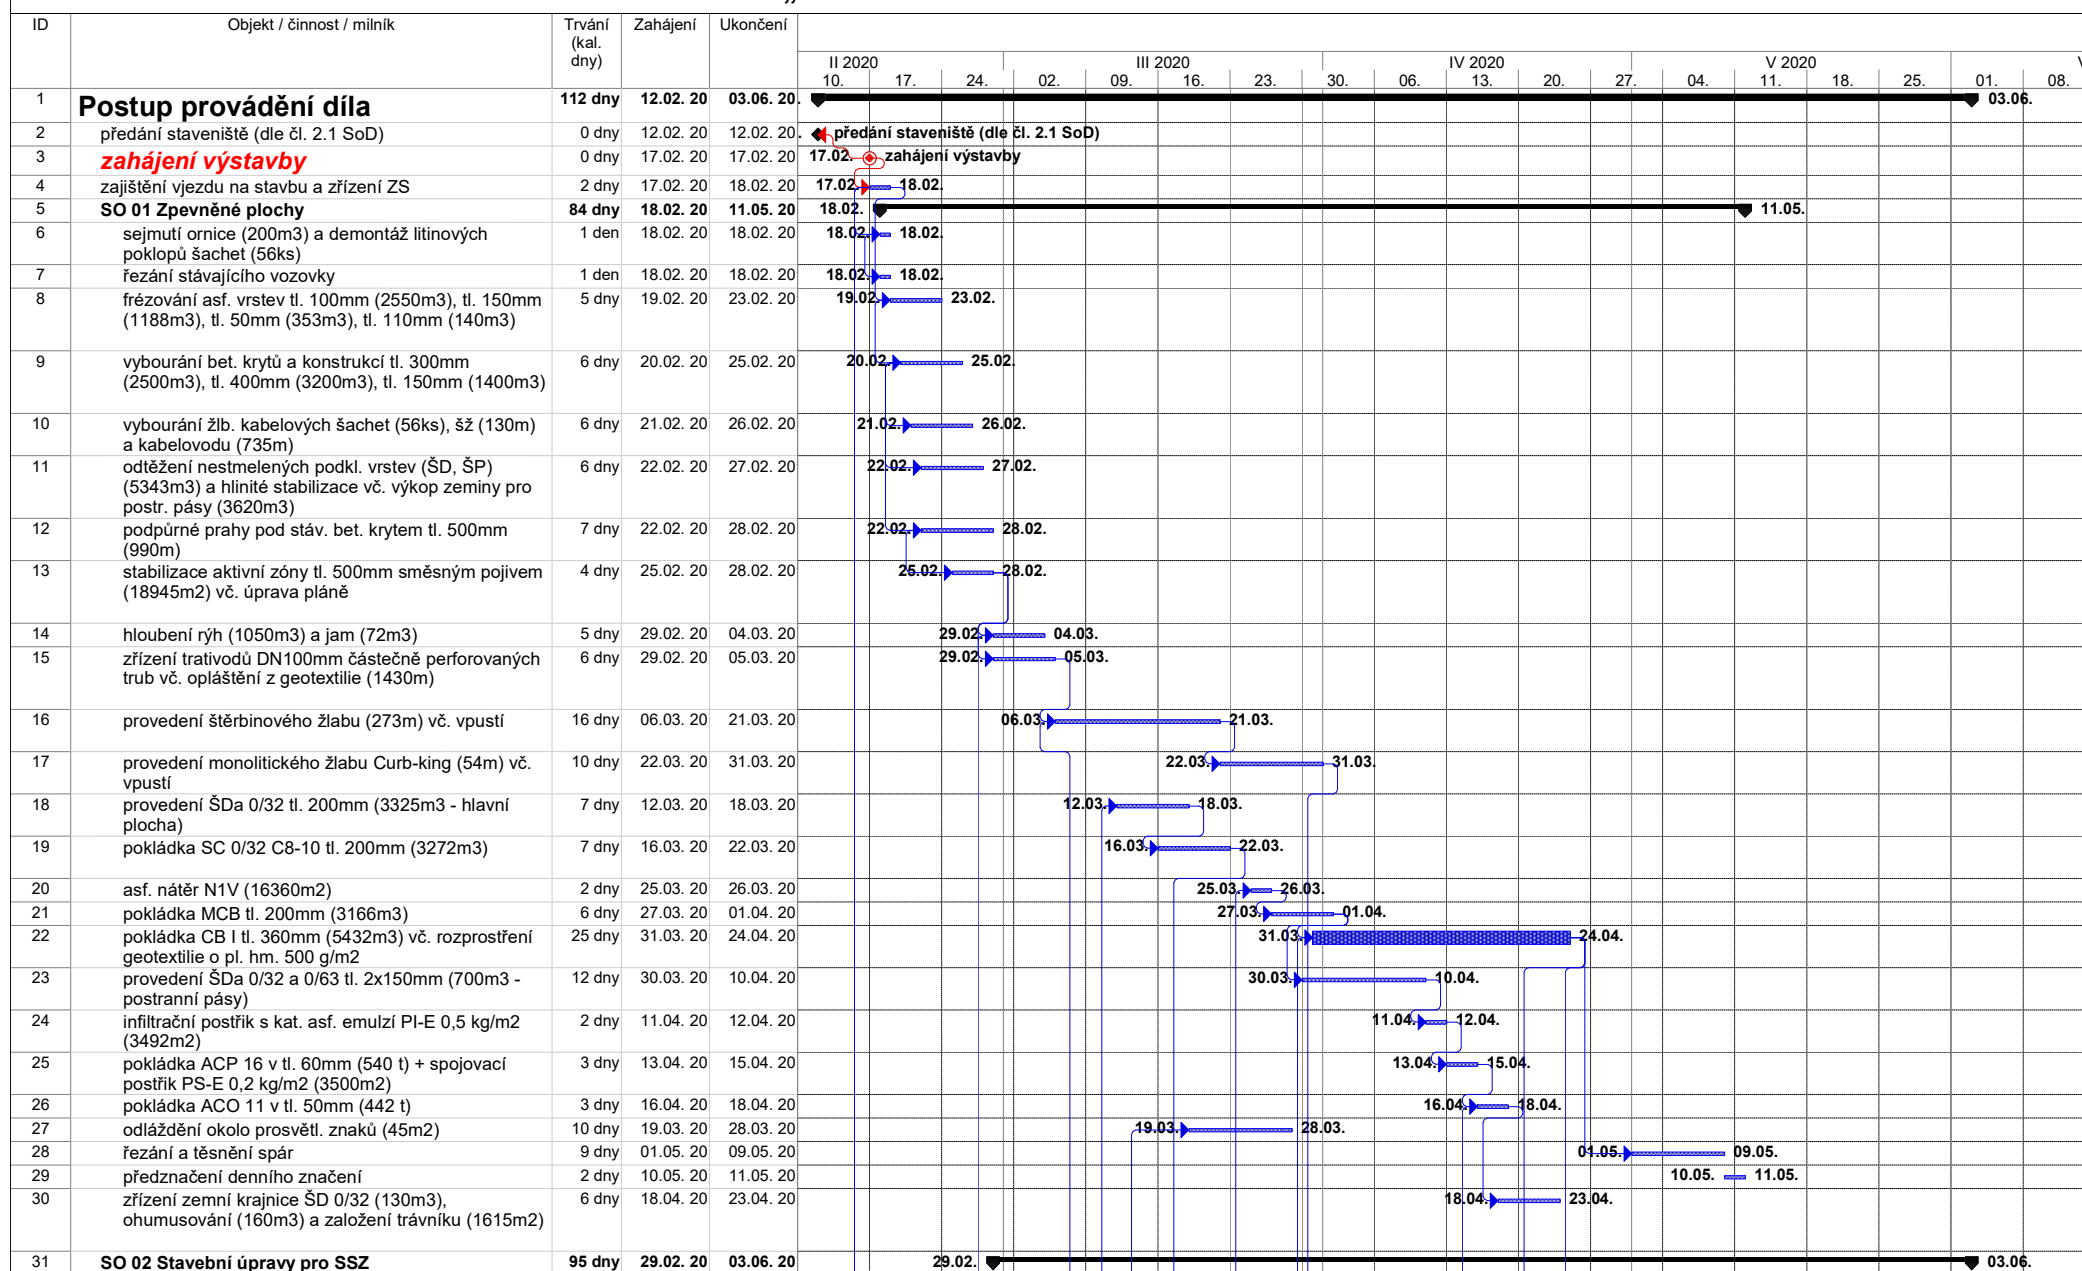 „
ID Objekt / činnost / milník Trvání Zahájení Ukončení
(kal.
dny)
II 2020 III 2020 IV 2020 V 2020
10. 17. 24. 02. 09. 16. 23. 30. 06. 13. 20. 27. 04. 11. 18. 25. 01. 08.
1 Postup provádění díla 112 dny 12.02. 20 03.06. 20 03.06.
2 předání staveniště (dle čl. 2.1 SoD) 0 dny 12.02. 20 12.02. 20 předání staveniště (dle čl. 2.1 SoD)
3 zahájení výstavby 0 dny 17.02. 20 17.02. 20 17.02. zahájení výstavby
4 zajištění vjezdu na stavbu a zřízení ZS 2 dny 17.02. 20 18.02. 20 17.02. 18.02.
5 SO 01 Zpevněné plochy 84 dny 18.02. 20 11.05. 20 18.02. 11.05.
6 sejmutí ornice (200m3) a demontáž litinových 1 den 18.02. 20 18.02. 20 18.02. 18.02.
poklopů šachet (56ks)
7 řezání stávajícího vozovky 1 den 18.02. 20 18.02. 20 18.02. 18.02.
8 frézování asf. vrstev tl. 100mm (2550m3), tl. 150mm 5 dny 19.02. 20 23.02. 20 19.02. 23.02.
(1188m3), tl. 50mm (353m3), tl. 110mm (140m3)
9 vybourání bet. krytů a konstrukcí tl. 300mm 6 dny 20.02. 20 25.02. 20 20.02. 25.02.
(2500m3), tl. 400mm (3200m3), tl. 150mm (1400m3)
10 vybourání žlb. kabelových šachet (56ks), šž (130m) 6 dny 21.02. 20 26.02. 20 21.02. 26.02.
a kabelovodu (735m)
11 odtěžení nestmelených podkl. vrstev (ŠD, ŠP) 6 dny 22.02. 20 27.02. 20 22.02. 27.02.
(5343m3) a hlinité stabilizace vč. výkop zeminy pro
postr. pásy (3620m3)
12 podpůrné prahy pod stáv. bet. krytem tl. 500mm 7 dny 22.02. 20 28.02. 20 22.02. 28.02.
(990m)
13 stabilizace aktivní zóny tl. 500mm směsným pojivem 4 dny 25.02. 20 28.02. 20 25.02. 28.02.
(18945m2) vč. úprava pláně
14 hloubení rýh (1050m3) a jam (72m3) 5 dny 29.02. 20 04.03. 20 29.02. 04.03.
15 zřízení trativodů DN100mm částečně perforovaných 6 dny 29.02. 20 05.03. 20 29.02. 05.03.
trub vč. opláštění z geotextilie (1430m)
16 provedení štěrbinového žlabu (273m) vč. vpustí 16 dny 06.03. 20 21.03. 20 06.03. 21.03.
17 provedení monolitického žlabu Curb-king (54m) vč. 10 dny 22.03. 20 31.03. 20 22.03. 31.03.
vpustí
18 provedení ŠDa 0/32 tl. 200mm (3325m3 - hlavní 7 dny 12.03. 20 18.03. 20 12.03. 18.03.
plocha)
19 pokládka SC 0/32 C8-10 tl. 200mm (3272m3) 7 dny 16.03. 20 22.03. 20 16.03. 22.03.
20 asf. nátěr N1V (16360m2) 2 dny 25.03. 20 26.03. 20 25.03. 26.03.
21 pokládka MCB tl. 200mm (3166m3) 6 dny 27.03. 20 01.04. 20 27.03. 01.04.
22 pokládka CB I tl. 360mm (5432m3) vč. rozprostření 25 dny 31.03. 20 24.04. 20 31.03. 24.04.
geotextilie o pl. hm. 500 g/m2
23 provedení ŠDa 0/32 a 0/63 tl. 2x150mm (700m3 - 12 dny 30.03. 20 10.04. 20 30.03. 10.04.
postranní pásy)
24 infiltrační postřik s kat. asf. emulzí PI-E 0,5 kg/m2 2 dny 11.04. 20 12.04. 20 11.04. 12.04.
(3492m2)
25 pokládka ACP 16 v tl. 60mm (540 t) + spojovací 3 dny 13.04. 20 15.04. 20 13.04. 15.04.
postřik PS-E 0,2 kg/m2 (3500m2)
26 pokládka ACO 11 v tl. 50mm (442 t) 3 dny 16.04. 20 18.04. 20 16.04. 18.04.
27 odláždění okolo prosvětl. znaků (45m2) 10 dny 19.03. 20 28.03. 20 19.03. 28.03.
28 řezání a těsnění spár 9 dny 01.05. 20 09.05. 20 01.05. 09.05.
29 předznačení denního značení 2 dny 10.05. 20 11.05. 20 10.05. 11.05.
30 zřízení zemní krajnice ŠD 0/32 (130m3), 6 dny 18.04. 20 23.04. 20 18.04. 23.04.
ohumusování (160m3) a založení trávníku (1615m2)
31 SO 02 Stavební úpravy pro SSZ 95 dny 29.02. 20 03.06. 20 29.02. 03.06.